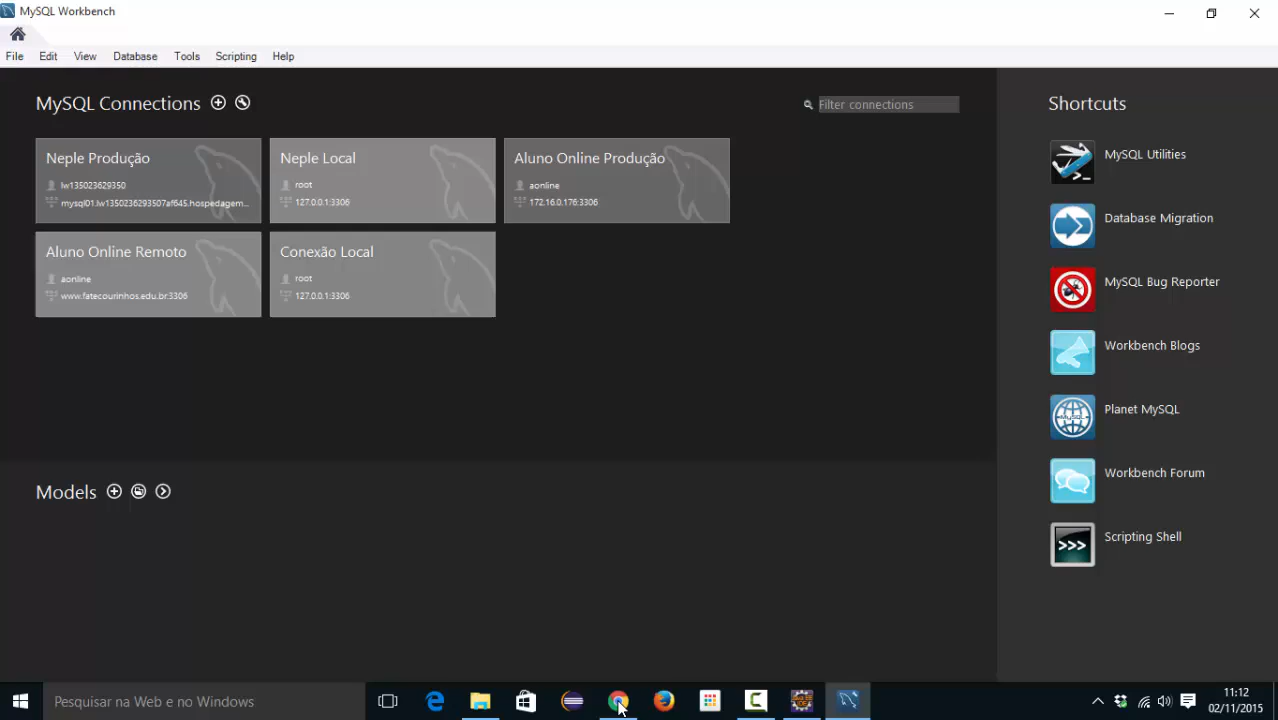 MySQL Workbench
File Edit View Database Tools Scripting Help
MySQL Connections
Filter connections
Shortcuts
Neple Produção
lw135023629350
mysql01.lw1350236293507af645.hospedagem...
Neple Local
root
127.0.0.1:3306
Aluno Online Produção
aonline
172.16.0.176:3306
Aluno Online Remoto
aonline
www.fatecourinhos.edu.br:3306
Conexão Local
root
127.0.0.1:3306
MySQL Utilities
Database Migration
MySQL Bug Reporter
Workbench Blogs
Planet MySQL
Workbench Forum
>>>
Scripting Shell
Models
Pesquisar na Web e no Windows
11:12
02/11/2015